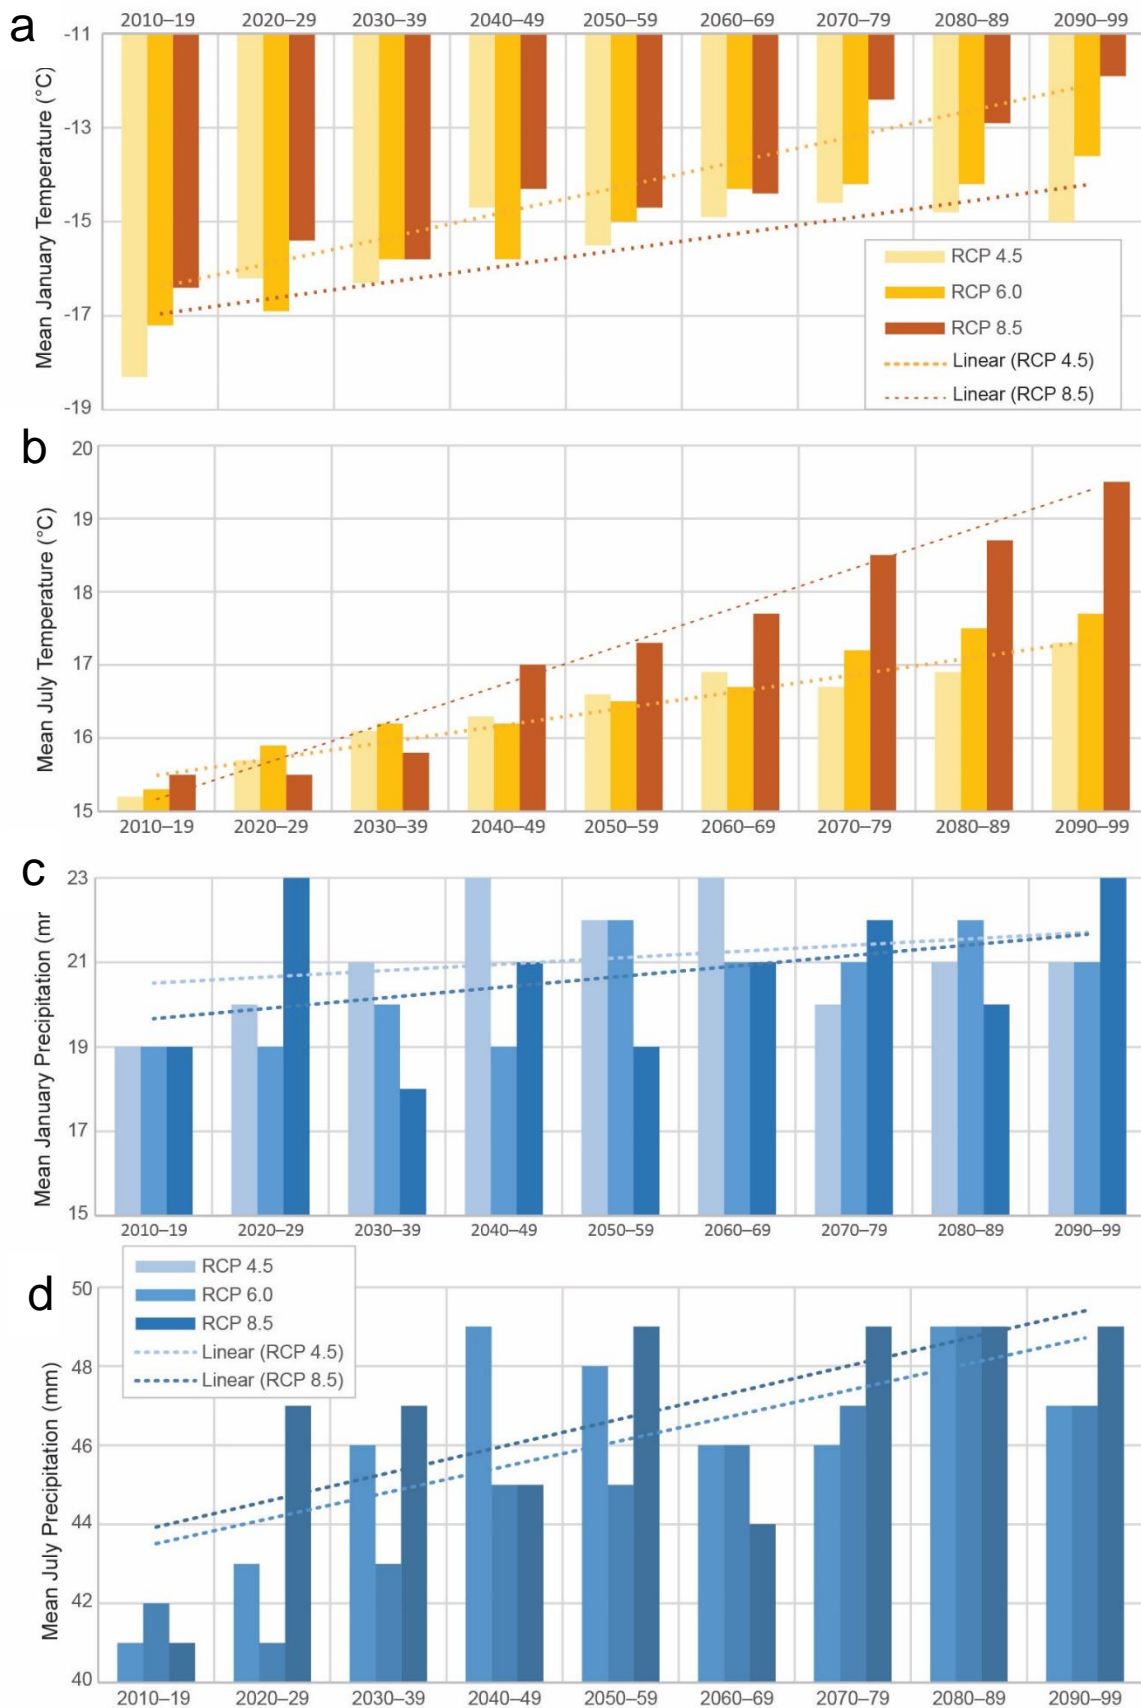 a
2010–19 2020–29 2030–39 2040–49 2050–59 2060–69 2070–79 2080–89 2090–99
Mean January Temperature (°C)
-11
-13
-15
-17
-19
RCP 4.5
RCP 6.0
RCP 8.5
Linear (RCP 4.5)
Linear (RCP 8.5)
b
Mean July Temperature (°C)
20
19
18
17
16
15
2010–19 2020–29 2030–39 2040–49 2050–59 2060–69 2070–79 2080–89 2090–99
c
Mean January Precipitation (mr
23
21
19
17
15
2010–19 2020–29 2030–39 2040–49 2050–59 2060–69 2070–79 2080–89 2090–99
RCP 4.5
RCP 6.0
RCP 8.5
Linear (RCP 4.5)
Linear (RCP 8.5)
d
Mean July Precipitation (mm)
50
48
46
44
42
40
2010–19 2020–29 2030–39 2040–49 2050–59 2060–69 2070–79 2080–89 2090–99